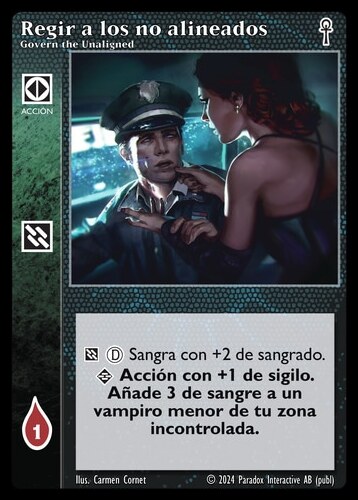 Regir a los no alineados
Govern the Unaligned
ACCIÓN
D Sangra con +2 de sangrado.
Acción con +1 de sigilo.
Añade 3 de sangre a un
vampiro menor de tu zona
incontrolada.
1
Ilus. Carmen Cornet
© 2024 Paradox Interactive AB (publ)